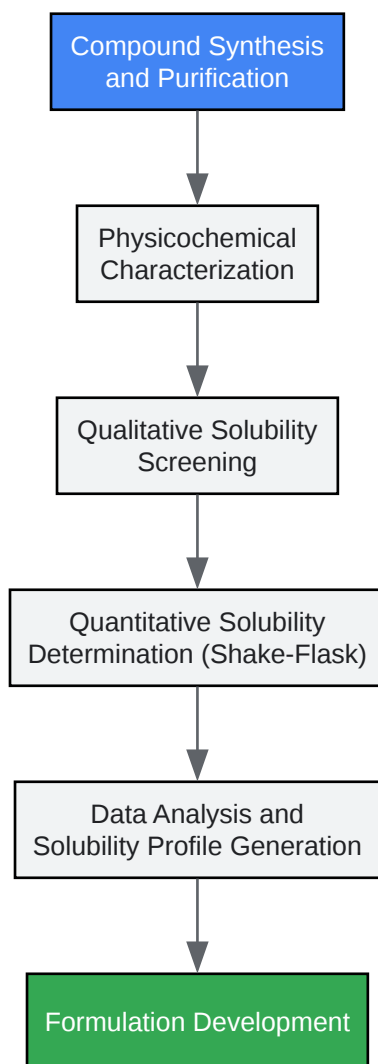 Compound Synthesis
and Purification
Physicochemical
Characterization
Qualitative Solubility
Screening
Quantitative Solubility
Determination (Shake-Flask)
Data Analysis and
Solubility Profile Generation
Formulation Development